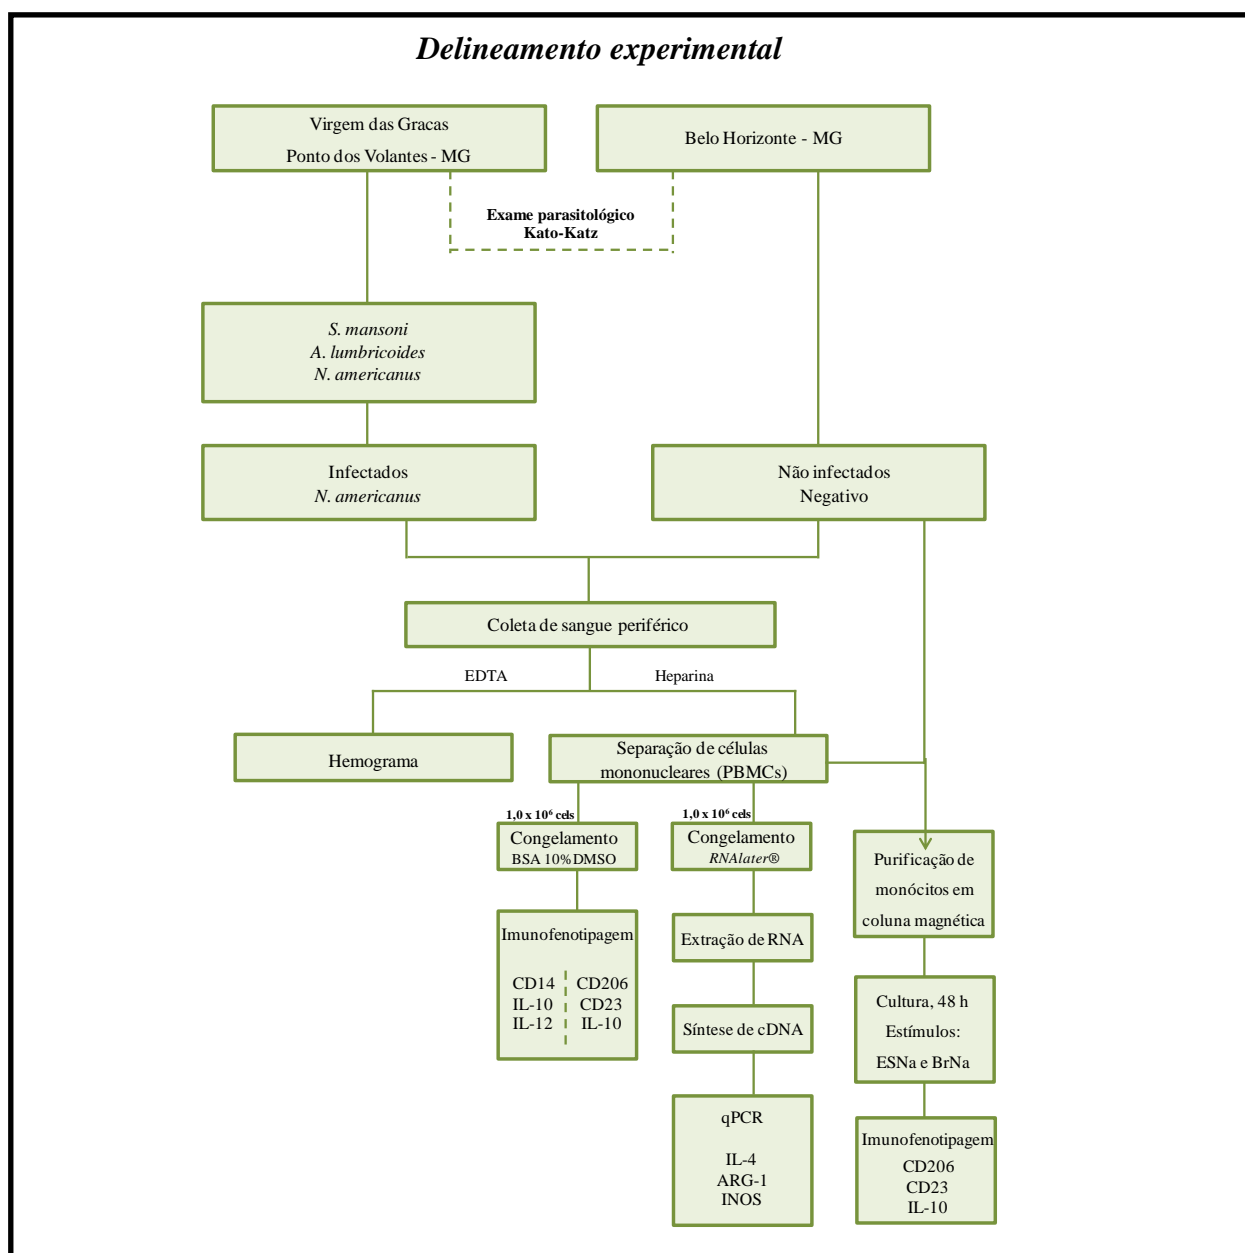 Delineamento experimental
Virgem das Gracas
Ponto dos Volantes - MG
Belo Horizonte - MG
Exame parasitológico
Kato-Katz
S. mansoni
A. lumbricoides
N. americanus
Infectados
N. americanus
Não infectados
Negativo
Coleta de sangue periférico
EDTA
Heparina
Hemograma
Separação de células
mononucleares (PBMCs)
1,0 x 10⁶ cels
Congelamento
BSA 10% DMSO
Imunofenotipagem
CD14
IL-10
IL-12
CD206
CD23
IL-10
1,0 x 10⁶ cels
Congelamento
RNAlater®
Extração de RNA
Síntese de cDNA
qPCR
IL-4
ARG-1
INOS
Purificação de
monócitos em
coluna magnética
Cultura, 48 h
Estímulos:
ESNa e BrNa
Imunofenotipagem
CD206
CD23
IL-10